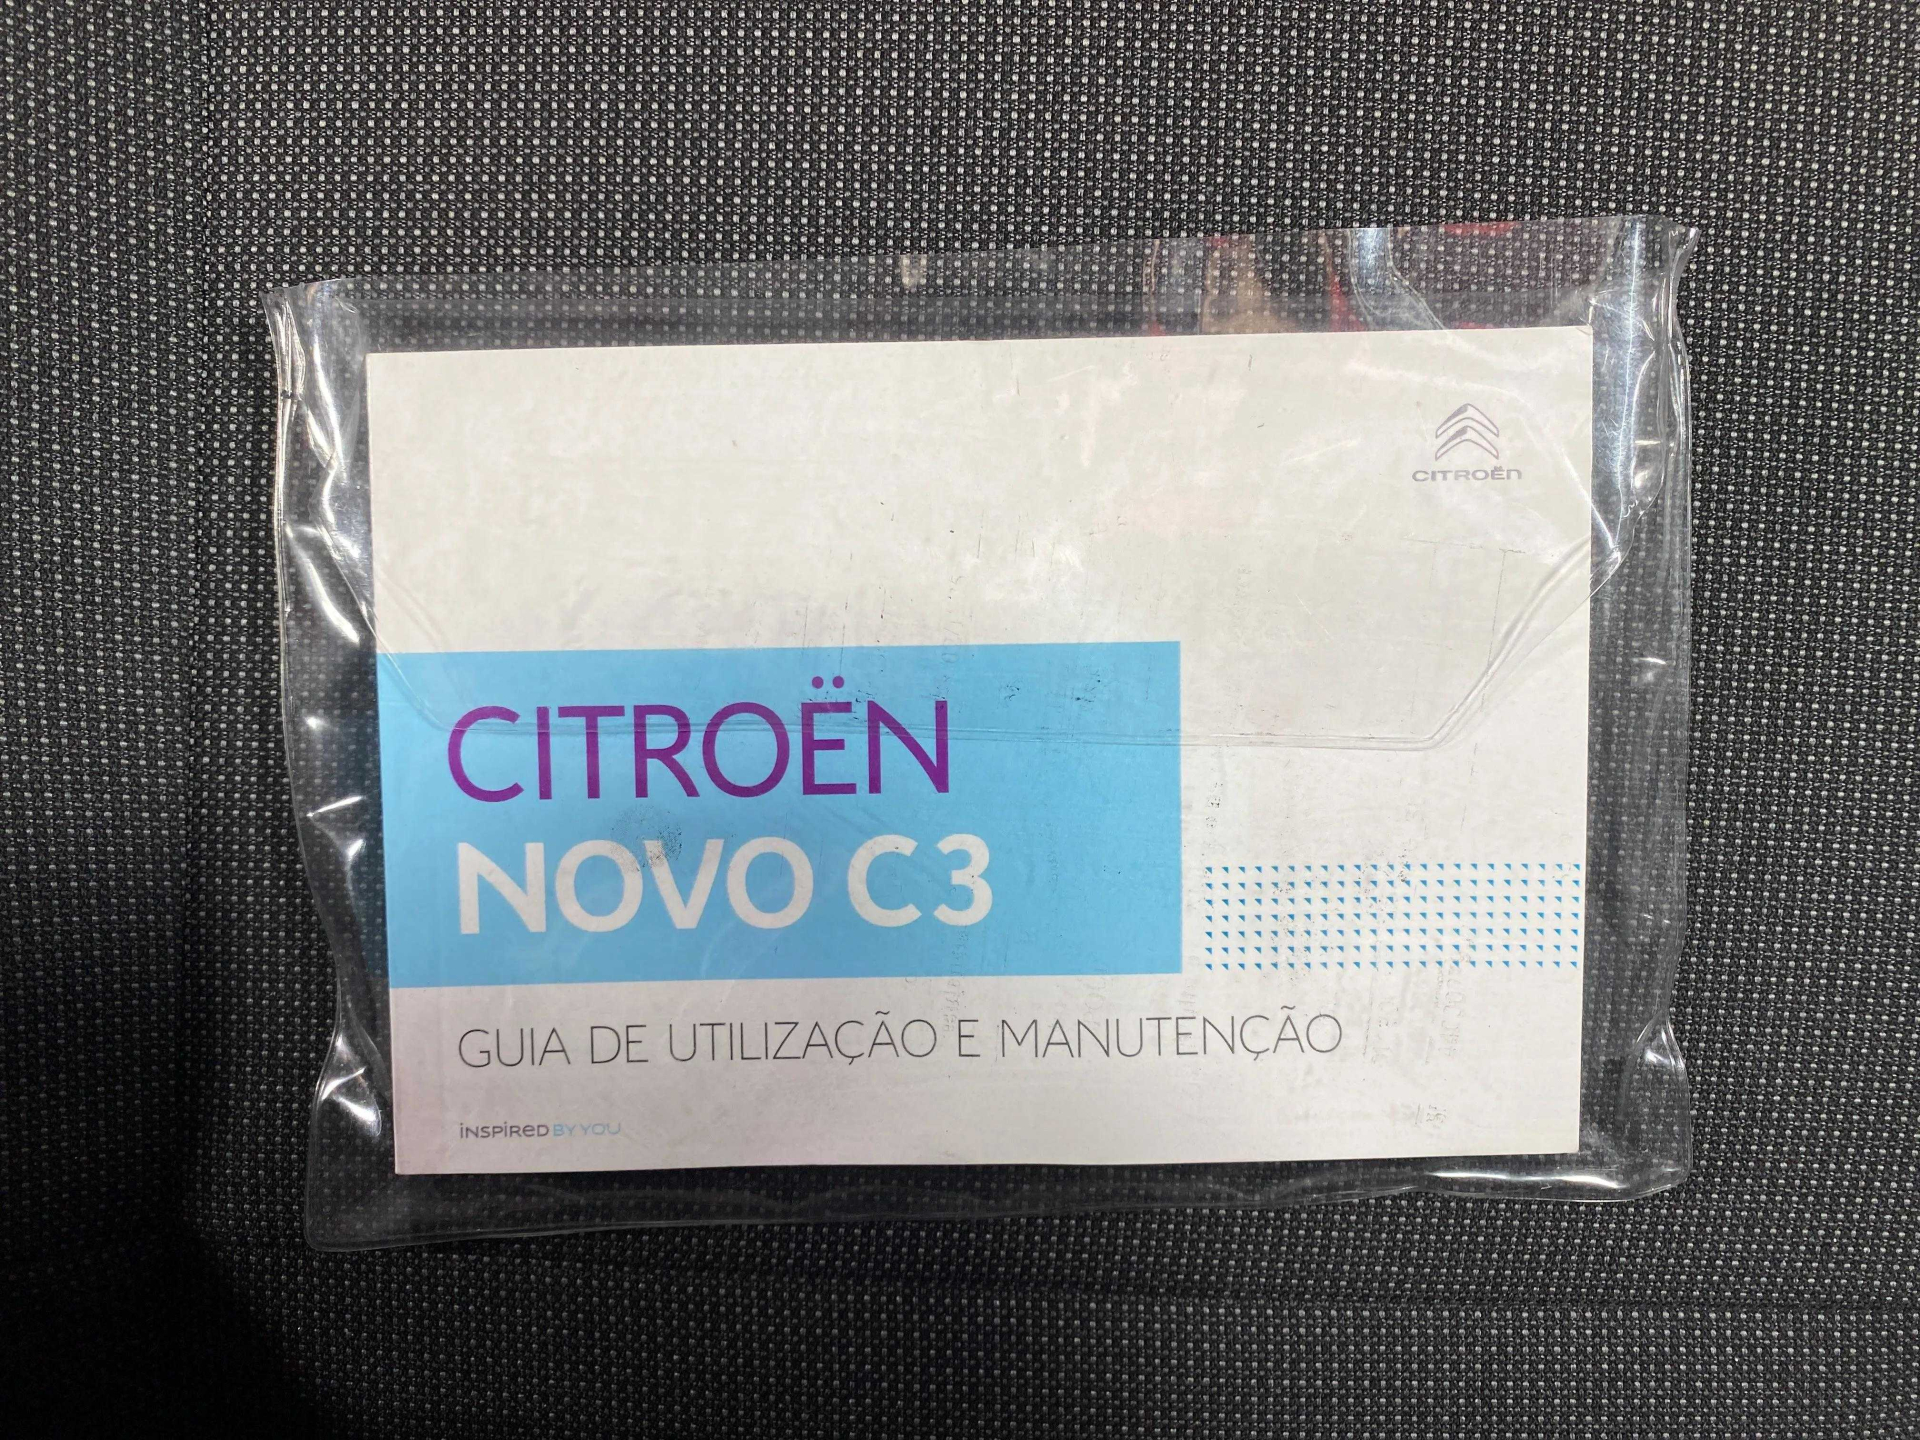 CITROËN
CITROËN
NOVO C3
GUIA DE UTILIZAÇÃO E MANUTENÇÃO
INSPIRED BY YOU